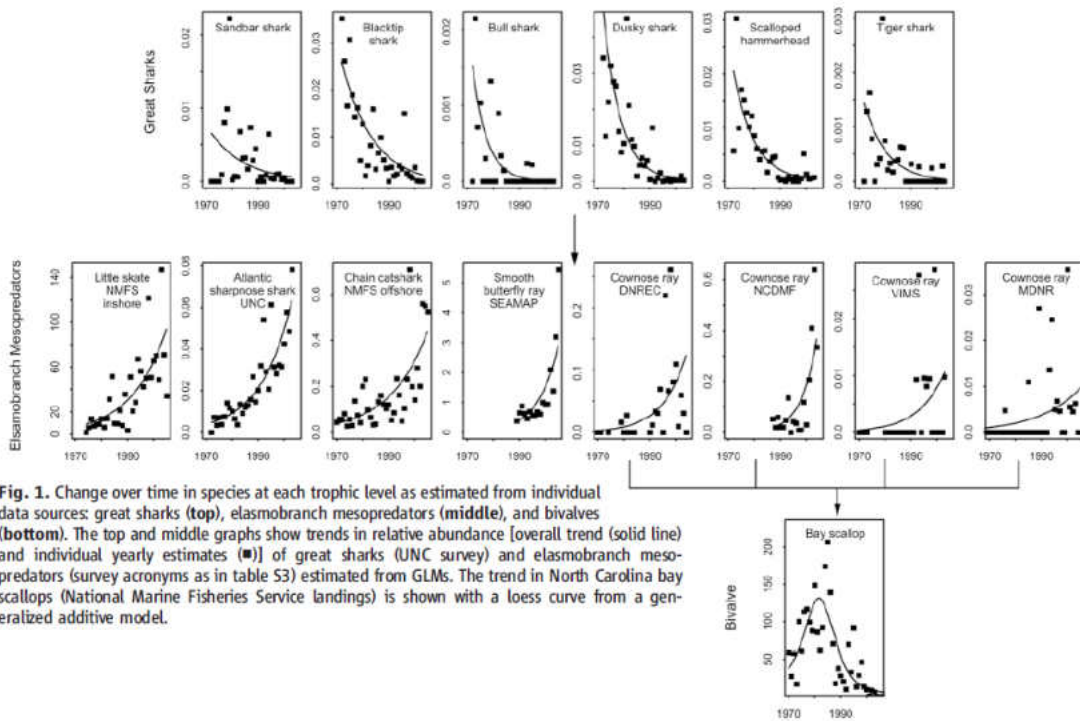 Great Sharks
Sandbar shark
0.02
0.01
0.0
1970 1990
Blacktip
shark
0.03
0.01
0.0
1970 1990
Bull shark
0.002
0.001
0.0
1970 1990
Dusky shark
0.03
0.01
0.0
1970 1990
Scalloped
hammerhead
0.03
0.02
0.01
0.0
1970 1990
Tiger shark
0.003
0.002
0.001
0.0
1970 1990
Elsamobranch Mesopredators
Little skate
NMFS
inshore
140
100
60
20
0
1970 1990
Atlantic
sharpnose shark
UNC
0.08
0.06
0.04
0.02
0.0
1970 1990
Chain catshark
NMFS offshore
0.6
0.4
0.2
0.0
1970 1990
Smooth
butterfly ray
SEAMAP
5
4
3
2
1
0
1970 1990
Cownose ray
DNREC
0.2
0.1
0.0
1970 1990
Cownose ray
NCDMF
0.6
0.4
0.2
0.0
1970 1990
Cownose ray
VIMS
0.02
0.01
0.0
1970 1990
Cownose ray
MDNR
0.03
0.02
0.01
0.0
1970 1990
Fig. 1. Change over time in species at each trophic level as estimated from individual
data sources: great sharks (top), elasmobranch mesopredators (middle), and bivalves
(bottom). The top and middle graphs show trends in relative abundance [overall trend (solid line)
and individual yearly estimates (■)] of great sharks (UNC survey) and elasmobranch meso-
predators (survey acronyms as in table S3) estimated from GLMs. The trend in North Carolina bay
scallops (National Marine Fisheries Service landings) is shown with a loess curve from a gen-
eralized additive model.
Bivalve
Bay scallop
200
150
100
50
1970 1990